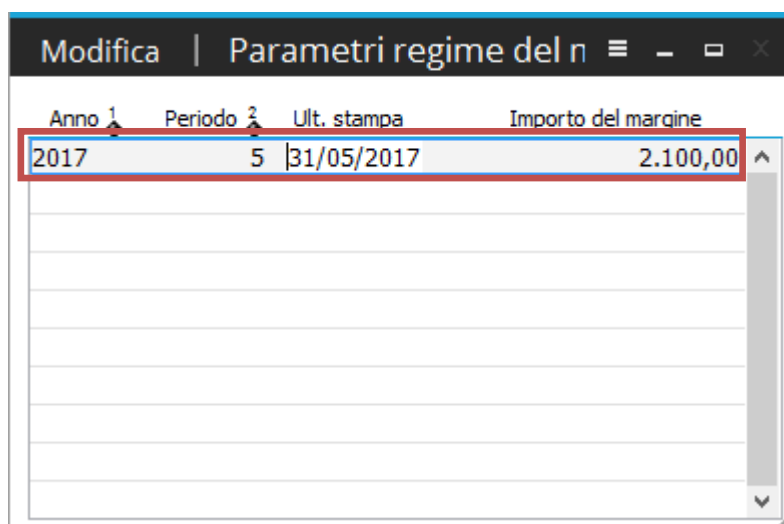 Modifica | Parametri regime del n
Anno 1 Periodo 2 Ult. stampa Importo del margine
2017 5 31/05/2017 2.100,00